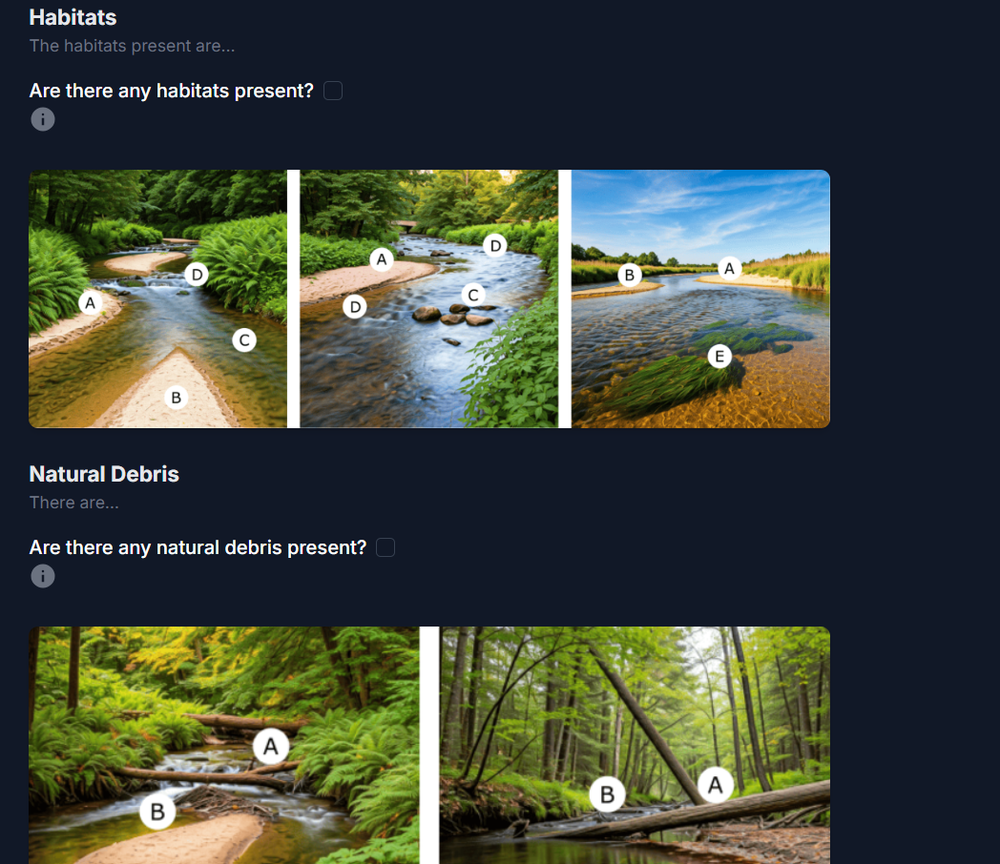 Habitats
The habitats present are...
Are there any habitats present?
i
A
D
C
B
A
D
D
C
B
A
E
Natural Debris
There are...
Are there any natural debris present?
i
A
B
B
A